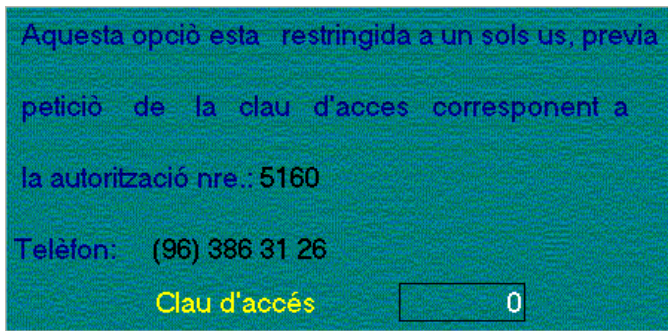 Aquesta opciò esta restringida a un sols us, previa
peticiò de la clau d'acces corresponent a
la autorització nre.: 5160
Telèfon: (96) 386 31 26
Clau d'accés 0